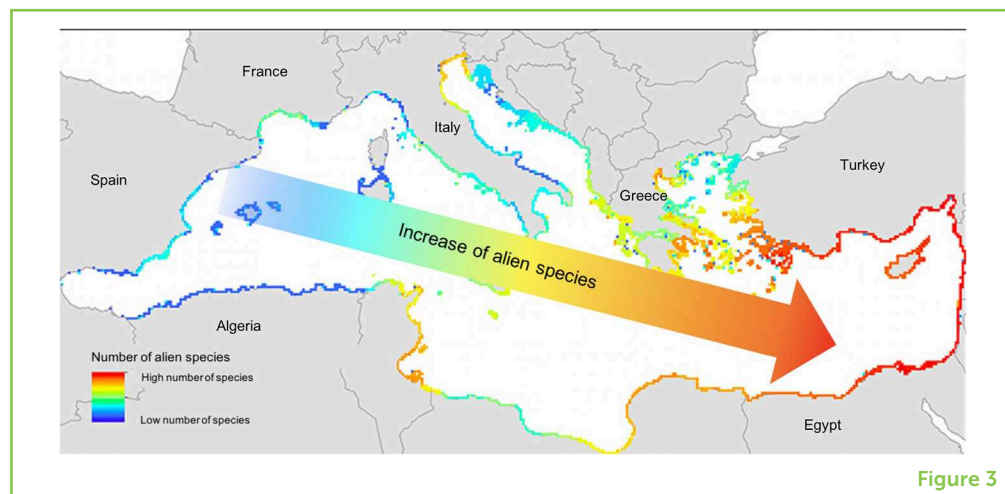 France
Italy
Spain
Turkey
Greece
Increase of alien species
Algeria
Number of alien species
High number of species
Low number of species
Egypt
Figure 3